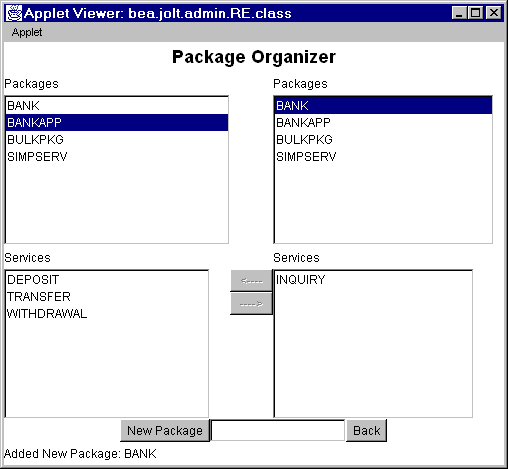 Applet Viewer: bea.jolt.admin.RE.class
Applet
Package Organizer
Packages
BANK
BANKAPP
BULKPKG
SIMPSERV
Packages
BANK
BANKAPP
BULKPKG
SIMPSERV
Services
DEPOSIT
TRANSFER
WITHDRAWAL
<----
---->
Services
INQUIRY
New Package
Back
Added New Package: BANK